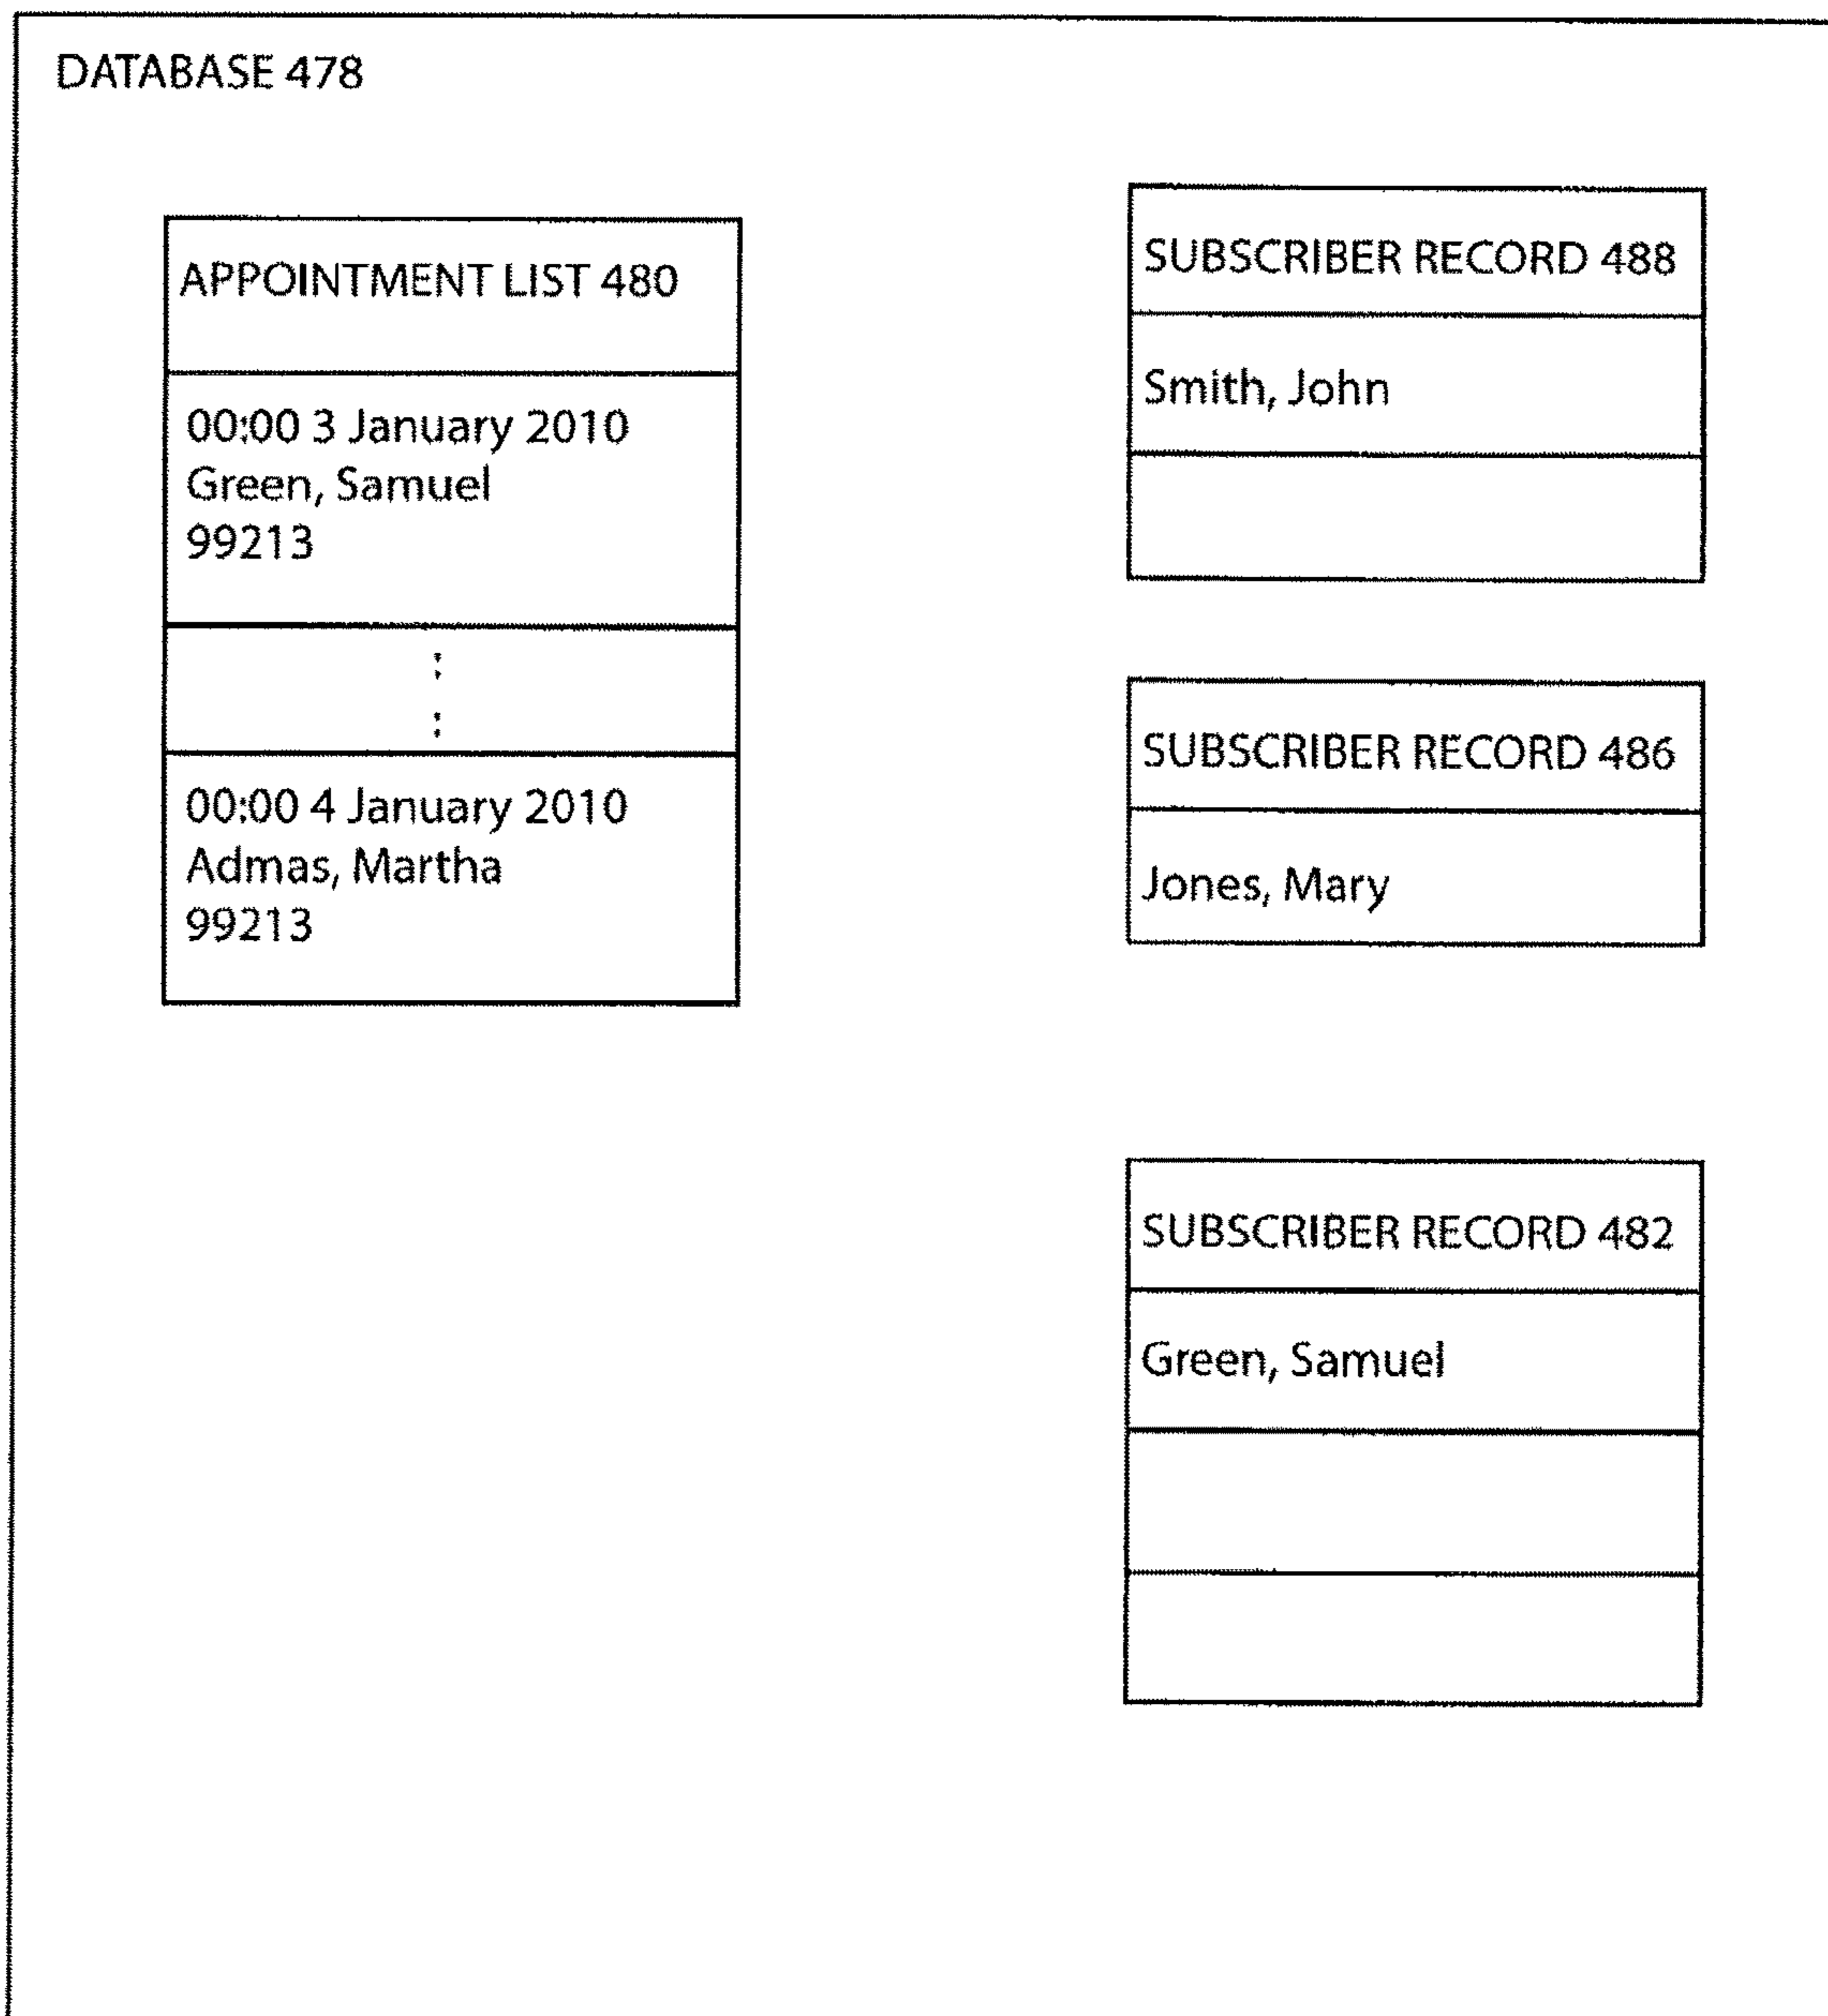 DATABASE 478
APPOINTMENT LIST 480
00:00 3 January 2010
Green, Samuel
99213
00:00 4 January 2010
Admas, Martha
99213
SUBSCRIBER RECORD 488
Smith, John
SUBSCRIBER RECORD 486
Jones, Mary
SUBSCRIBER RECORD 482
Green, Samuel